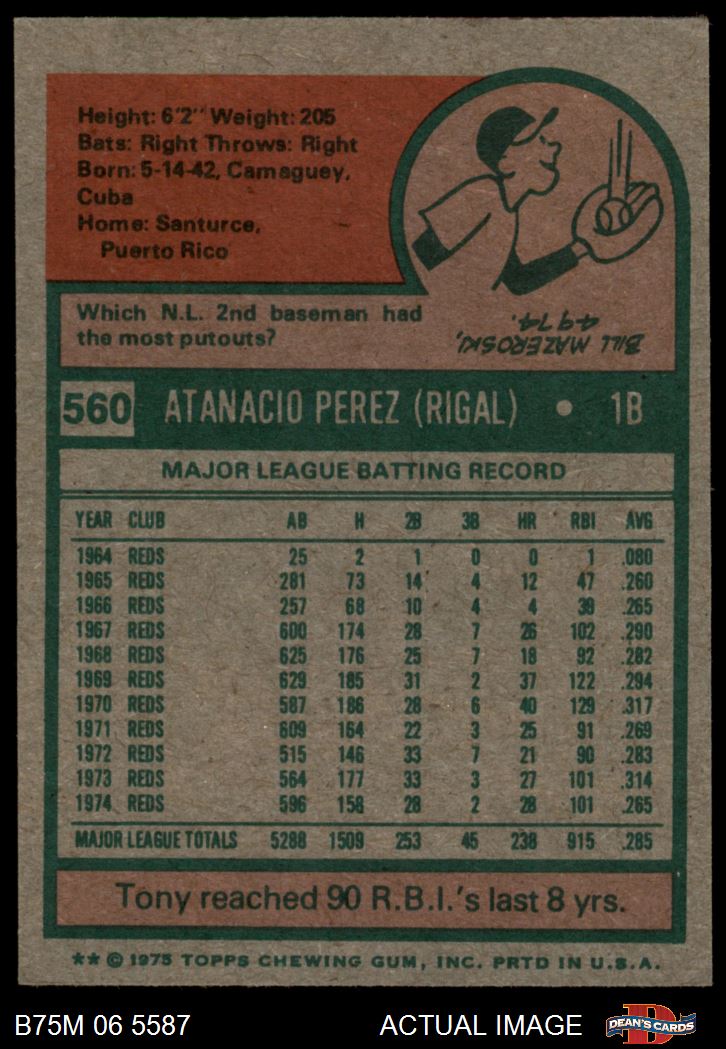 Height: 6'2" Weight: 205
Bats: Right Throws: Right
Born: 5-14-42, Camaguey,
Cuba
Home: Santurce,
Puerto Rico
Which N.L. 2nd baseman had
the most putouts?
BILL MAZEROSKI,
4974.
560 ATANACIO PEREZ (RIGAL) • 1B
MAJOR LEAGUE BATTING RECORD
YEAR CLUB AB H 2B 3B HR RBI AVG
1964 REDS 25 2 1 0 0 1 .080
1965 REDS 281 73 14 4 12 47 .260
1966 REDS 257 68 10 4 4 39 .265
1967 REDS 600 174 28 7 26 102 .290
1968 REDS 625 176 25 7 18 92 .282
1969 REDS 629 185 31 2 37 122 .294
1970 REDS 587 186 28 6 40 129 .317
1971 REDS 609 164 22 3 25 91 .269
1972 REDS 515 146 33 7 21 90 .283
1973 REDS 564 177 33 3 27 101 .314
1974 REDS 596 158 28 2 28 101 .265
MAJOR LEAGUE TOTALS 5288 1509 253 45 238 915 .285
Tony reached 90 R.B.I.'s last 8 yrs.
** © 1975 TOPPS CHEWING GUM, INC. PRTD IN U.S.A.
B75M 06 5587 ACTUAL IMAGE D DEAN'S CARDS